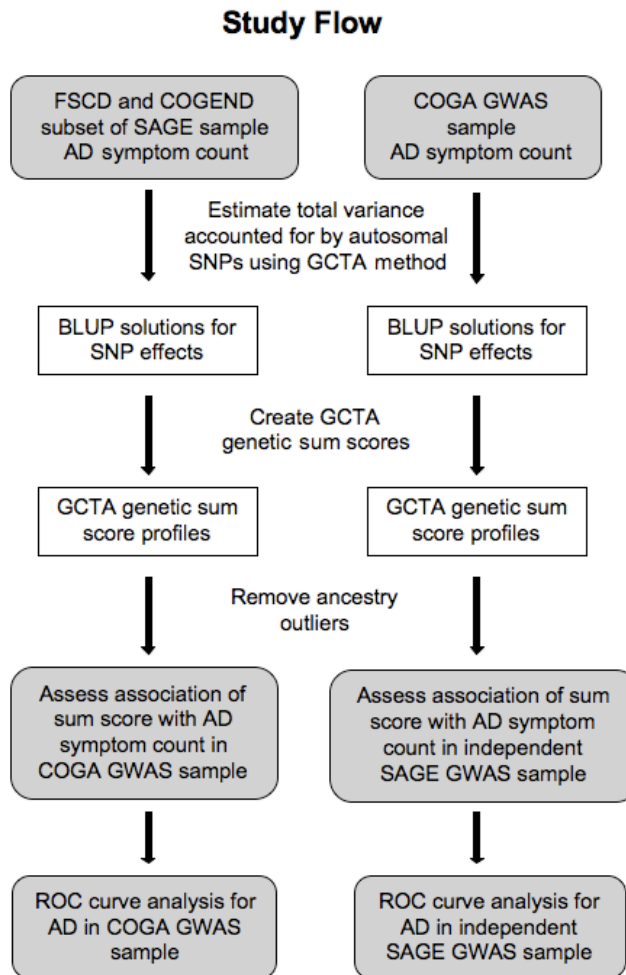 Study Flow
FSCD and COGEND
subset of SAGE sample
AD symptom count
COGA GWAS
sample
AD symptom count
Estimate total variance
accounted for by autosomal
SNPs using GCTA method
BLUP solutions for
SNP effects
BLUP solutions for
SNP effects
Create GCTA
genetic sum scores
GCTA genetic sum
score profiles
GCTA genetic sum
score profiles
Remove ancestry
outliers
Assess association of
sum score with AD
symptom count in
COGA GWAS sample
Assess association of sum
score with AD symptom
count in independent
SAGE GWAS sample
ROC curve analysis for
AD in COGA GWAS
sample
ROC curve analysis for
AD in independent
SAGE GWAS sample